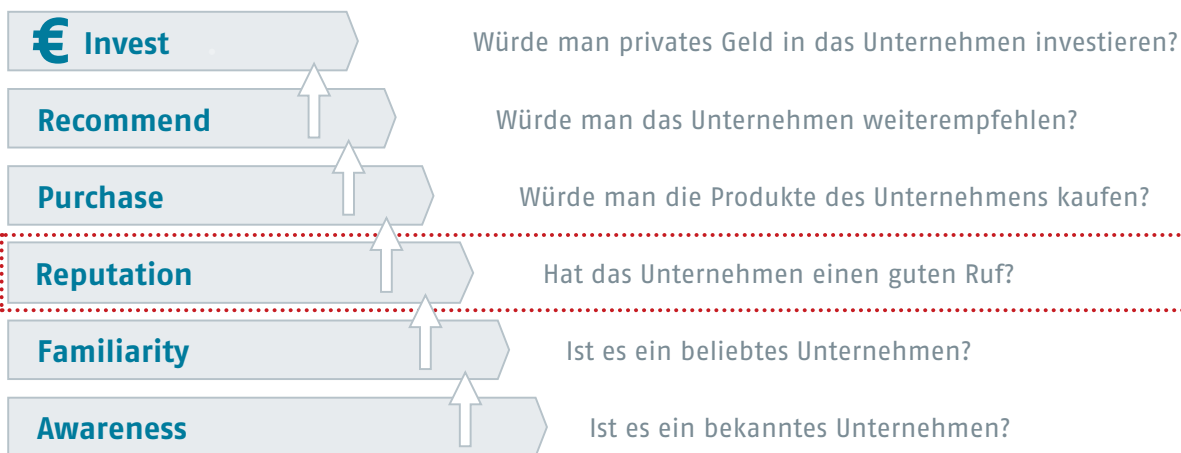 € Invest Würde man privates Geld in das Unternehmen investieren?
Recommend Würde man das Unternehmen weiterempfehlen?
Purchase Würde man die Produkte des Unternehmens kaufen?
Reputation Hat das Unternehmen einen guten Ruf?
Familiarity Ist es ein beliebtes Unternehmen?
Awareness Ist es ein bekanntes Unternehmen?